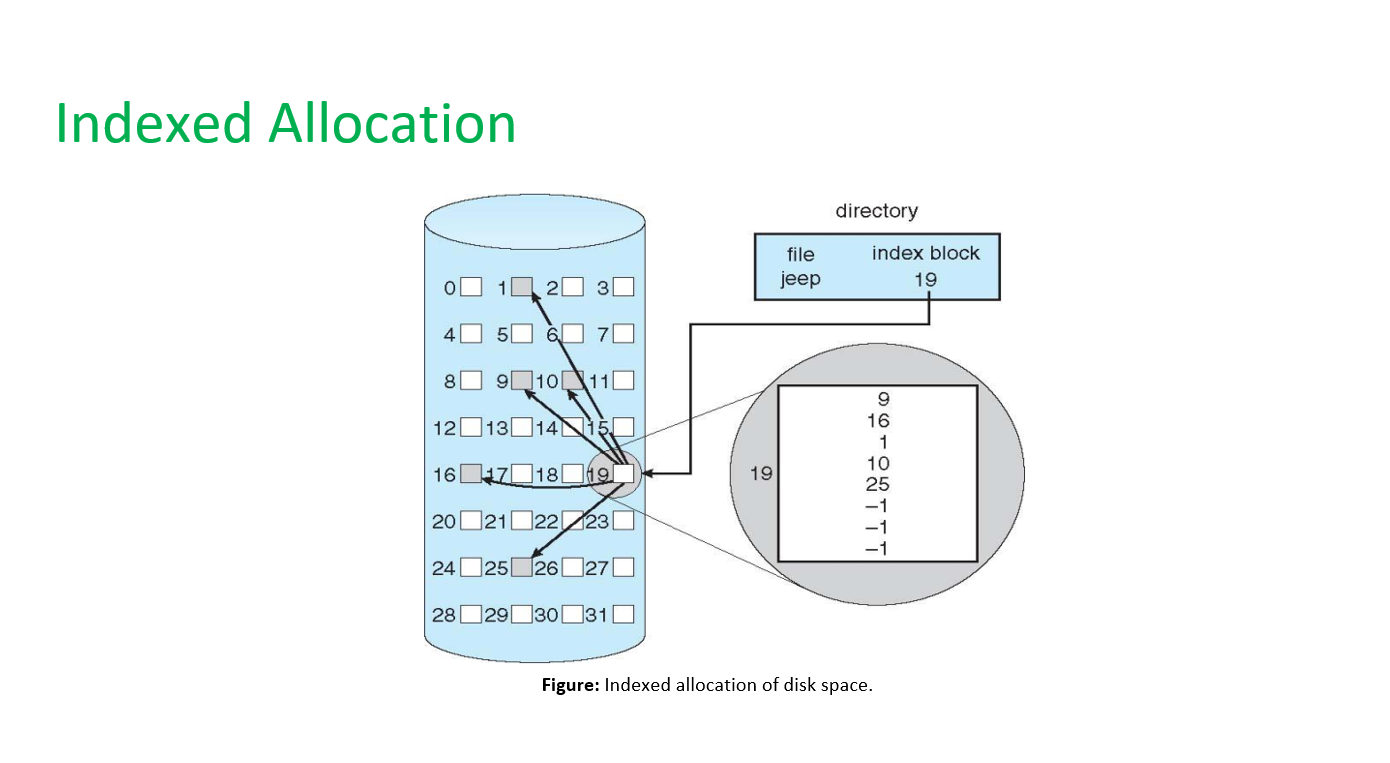 Indexed Allocation
directory
file index block
jeep 19
0 1 2 3
4 5 6 7
8 9 10 11
12 13 14 15
16 17 18 19
20 21 22 23
24 25 26 27
28 29 30 31
19
9
16
1
10
25
–1
–1
–1
Figure: Indexed allocation of disk space.